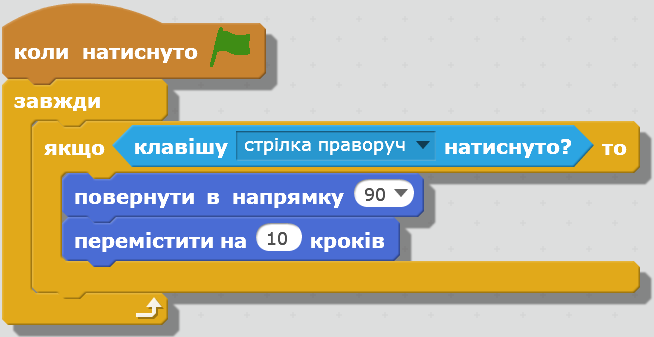 коли натиснуто
завжди
якщо клавішу стрілка праворуч натиснуто? то
повернути в напрямку 90
перемістити на 10 кроків